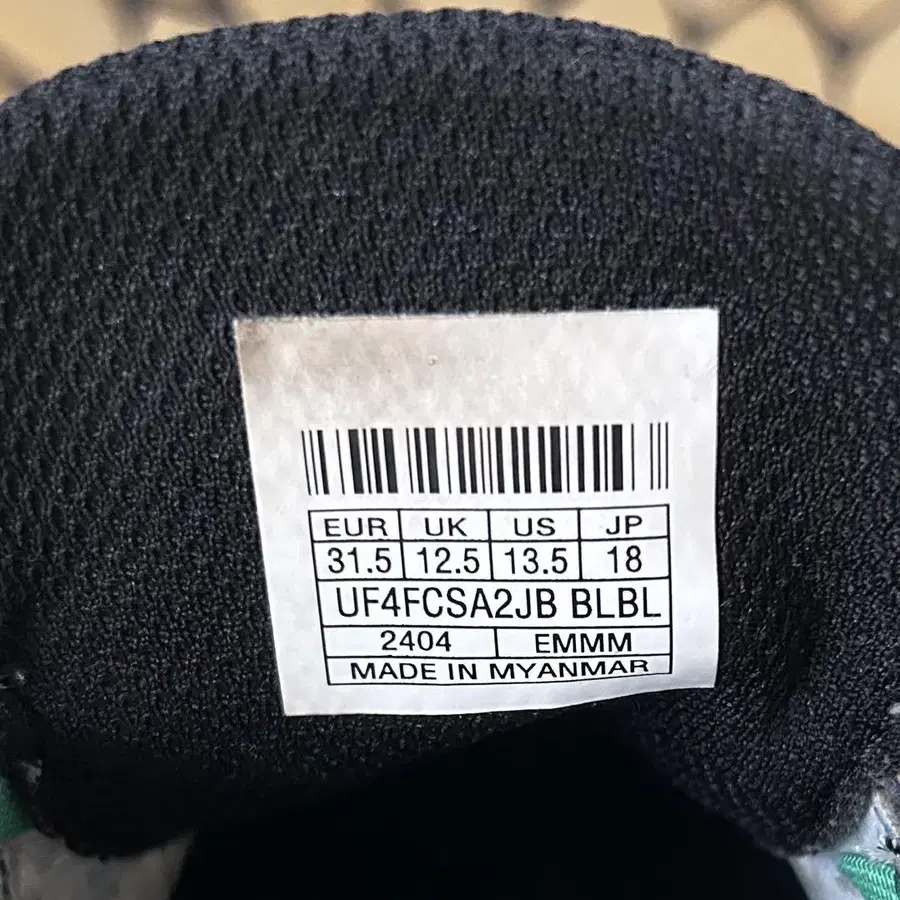 EUR UK US JP
31.5 12.5 13.5 18
UF4FCSA2JB BLBL
2404 EMMM
MADE IN MYANMAR